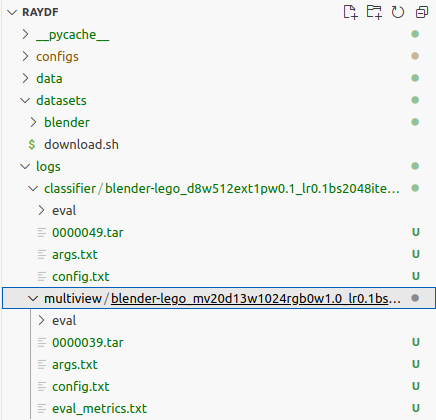 RAYDF
__pycache__
configs
data
datasets
blender
$ download.sh
logs
classifier/blender-lego_d8w512ext1pw0.1_lr0.1bs2048ite...
eval
0000049.tar U
args.txt U
config.txt U
multiview/blender-lego_mv20d13w1024rgb0w1.0_lr0.1bs...
eval
0000039.tar U
args.txt U
config.txt U
eval_metrics.txt U